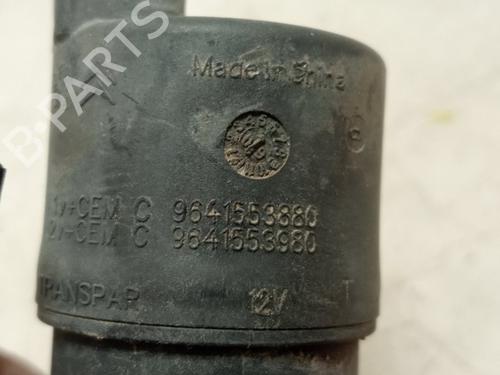 B-PARTS
Made in China
1v+CEM C 9641553880
2v-CEM C 9641553980
TRANSPAR 12V T